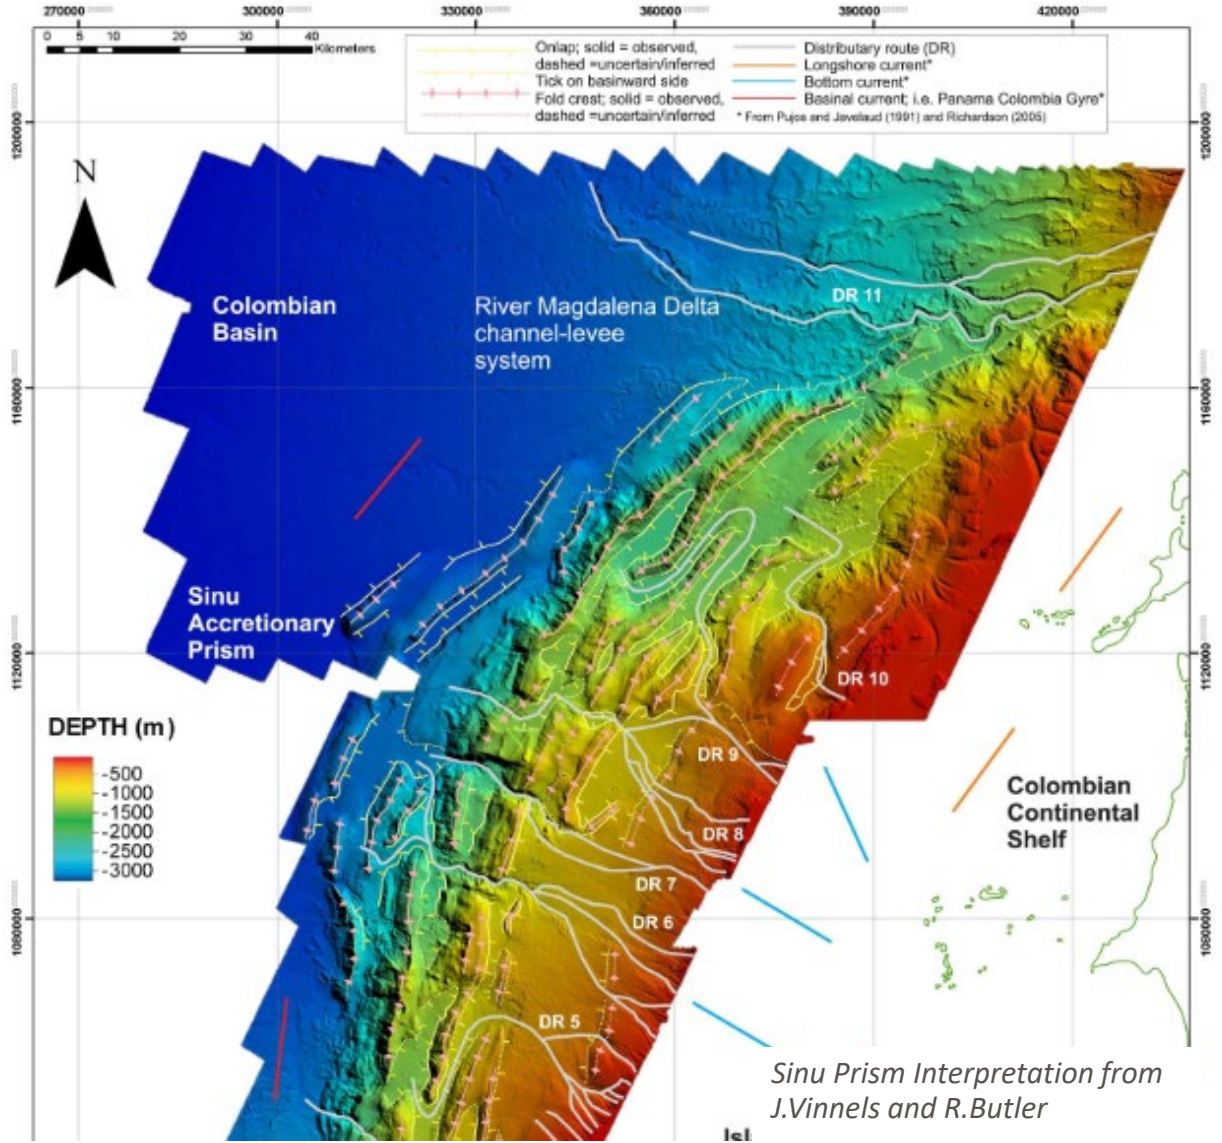 270000 300000 330000 360000 390000 420000
0 5 10 20 30 40
Kilometers
Onlap; solid = observed,
dashed =uncertain/inferred
Tick on basinward side
Fold crest; solid = observed,
dashed =uncertain/inferred
Distributary route (DR)
Longshore current*
Bottom current*
Basinal current; i.e. Panama Colombia Gyre*
* From Pujos and Javelaud (1991) and Richardson (2005)
1200000
1200000
N
Colombian
Basin
River Magdalena Delta
channel-levee
system
DR 11
1160000
1160000
Sinu
Accretionary
Prism
1120000
1120000
DR 10
DEPTH (m)
-500
-1000
-1500
-2000
-2500
-3000
DR 9
DR 8
DR 7
DR 6
DR 5
Colombian
Continental
Shelf
1080000
1080000
Sinu Prism Interpretation from
J.Vinnels and R.Butler